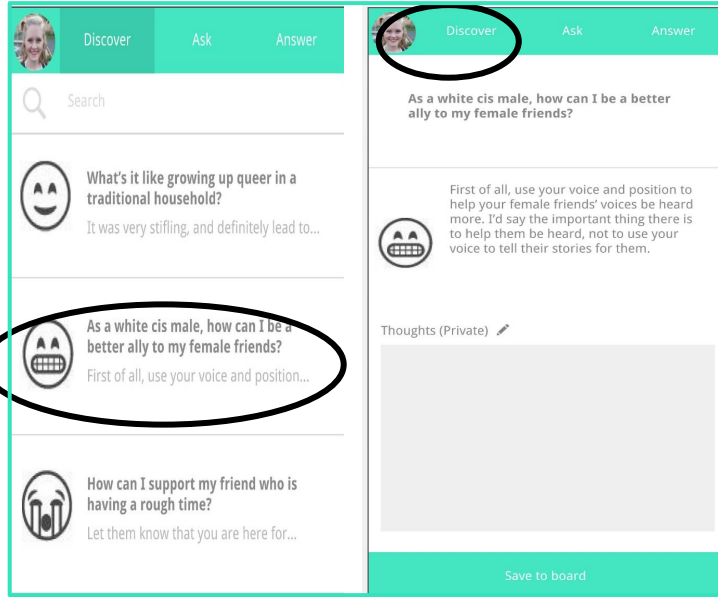 Discover Ask Answer
Search
What's it like growing up queer in a
traditional household?
It was very stifling, and definitely lead to...
As a white cis male, how can I be a
better ally to my female friends?
First of all, use your voice and position...
How can I support my friend who is
having a rough time?
Let them know that you are here for...
Discover Ask Answer
As a white cis male, how can I be a better
ally to my female friends?
First of all, use your voice and position to
help your female friends' voices be heard
more. I'd say the important thing there is
to help them be heard, not to use your
voice to tell their stories for them.
Thoughts (Private)
Save to board